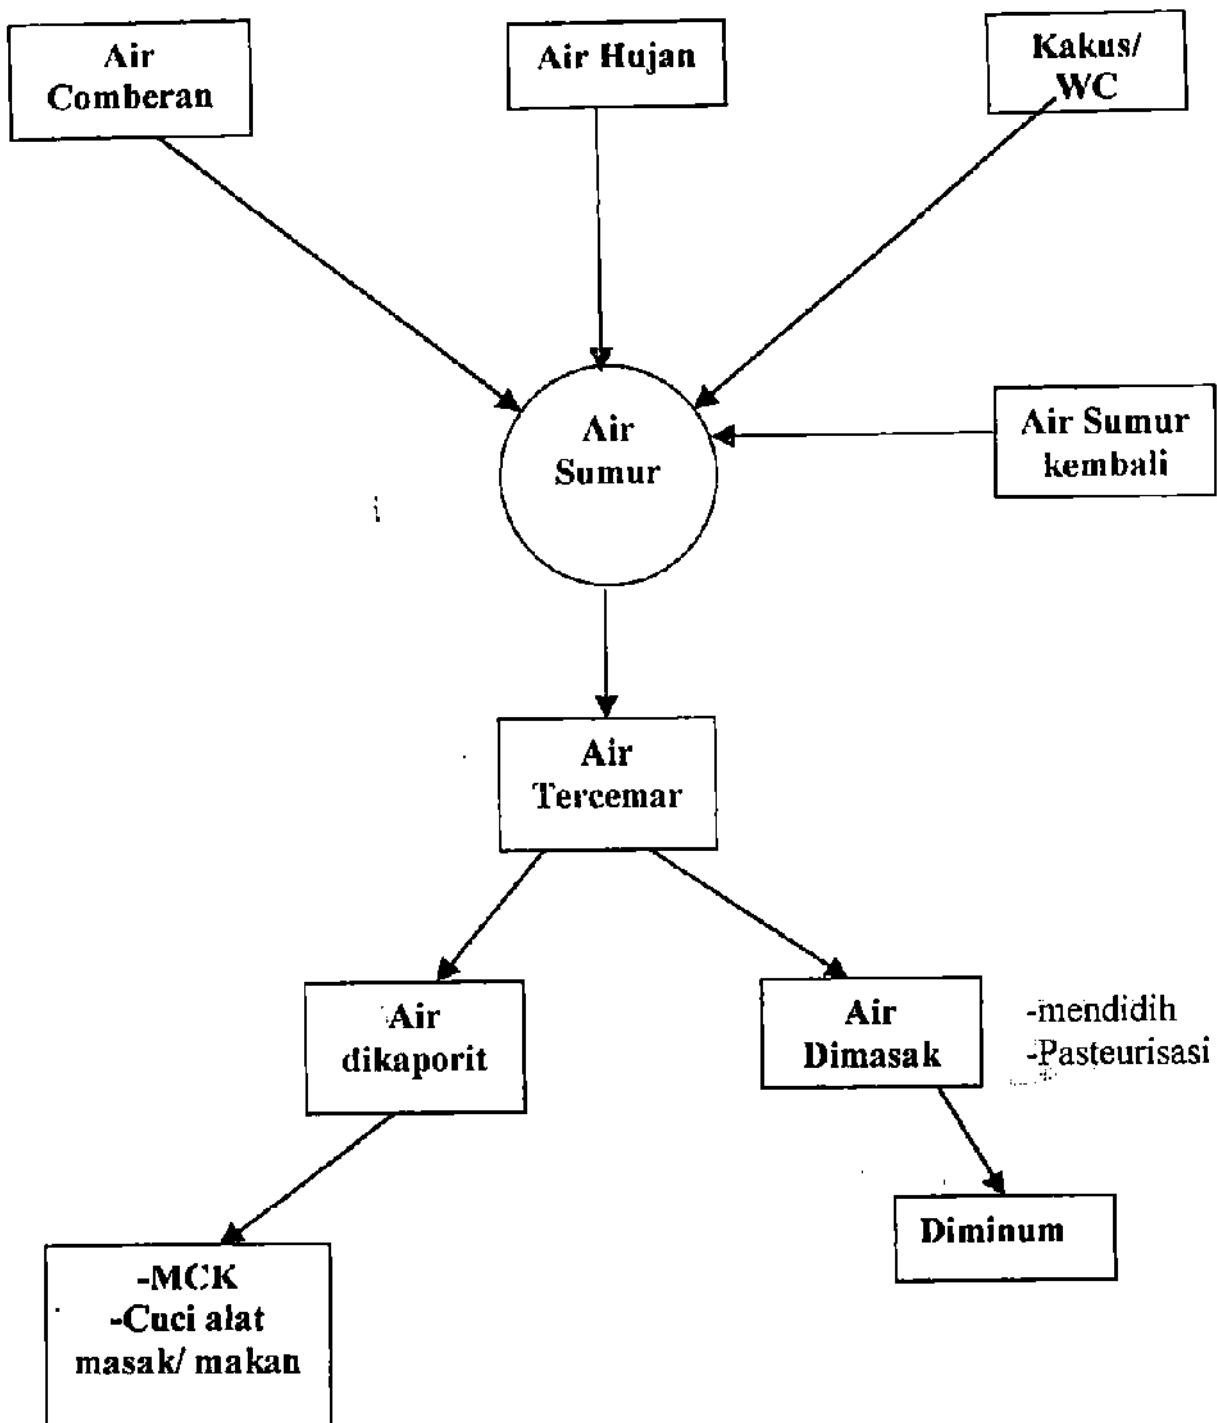 Air
Comberan
Air Hujan
Kakus/
WC
Air
Sumur
Air Sumur
kembali
Air
Tercemar
Air
dikaporit
Air
Dimasak
-mendidih
-Pasteurisasi
Diminum
-MCK
-Cuci alat
masak/ makan